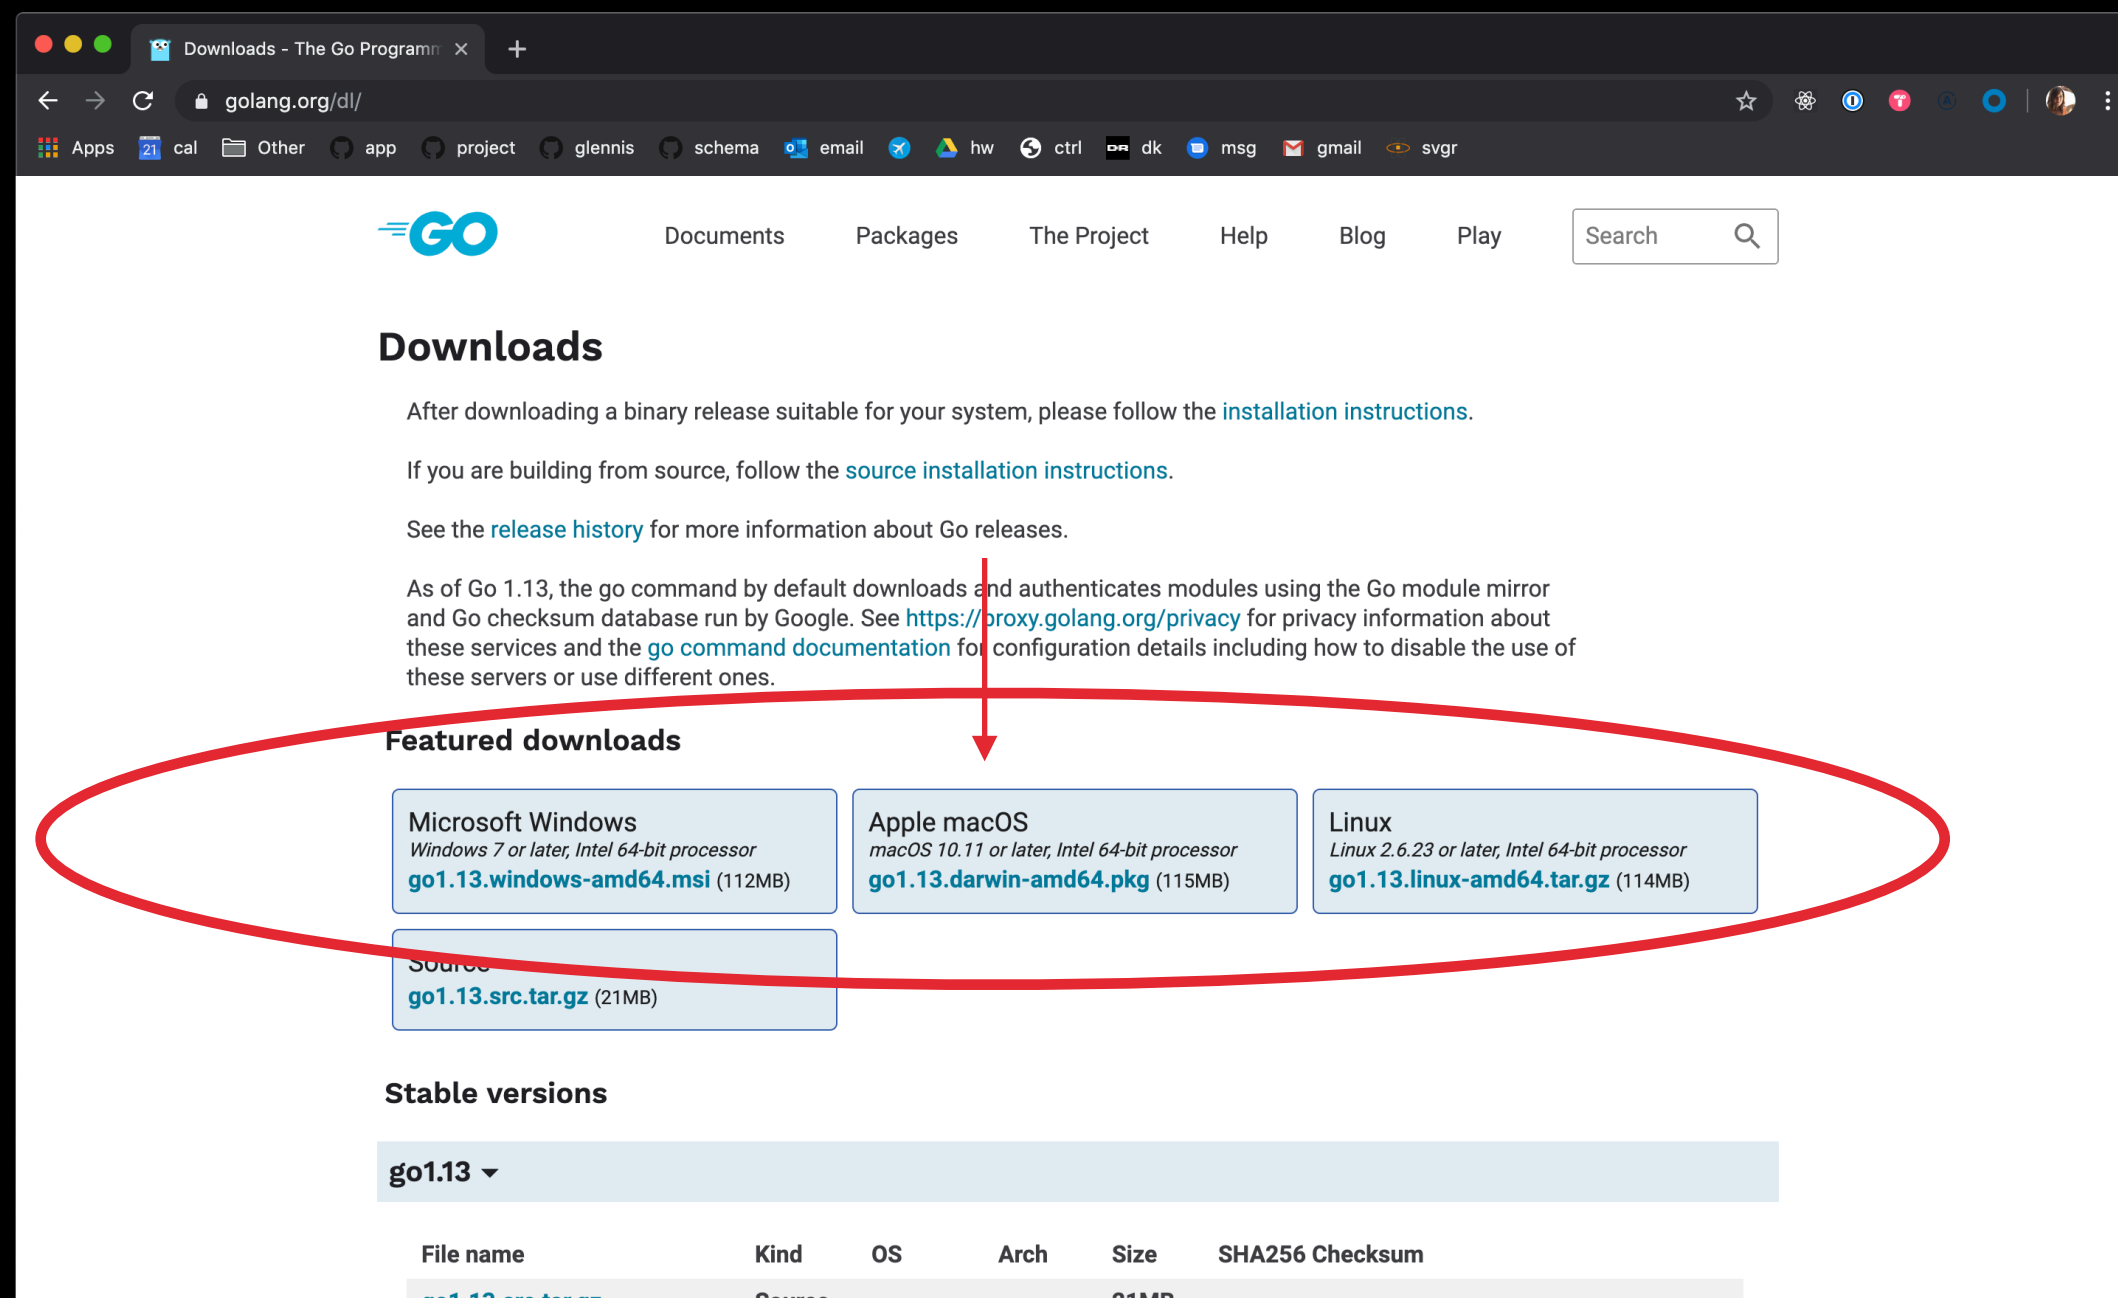 Downloads - The Go Programm
golang.org/dl/
Apps 21 cal Other app project glennis schema email hw ctrl DR dk msg gmail svgr
GO Documents Packages The Project Help Blog Play Search
Downloads
After downloading a binary release suitable for your system, please follow the installation instructions.
If you are building from source, follow the source installation instructions.
See the release history for more information about Go releases.
As of Go 1.13, the go command by default downloads and authenticates modules using the Go module mirror
and Go checksum database run by Google. See https://proxy.golang.org/privacy for privacy information about
these services and the go command documentation for configuration details including how to disable the use of
these servers or use different ones.
Featured downloads
Microsoft Windows
Windows 7 or later, Intel 64-bit processor
go1.13.windows-amd64.msi (112MB)
Apple macOS
macOS 10.11 or later, Intel 64-bit processor
go1.13.darwin-amd64.pkg (115MB)
Linux
Linux 2.6.23 or later, Intel 64-bit processor
go1.13.linux-amd64.tar.gz (114MB)
Source
go1.13.src.tar.gz (21MB)
Stable versions
go1.13
File name Kind OS Arch Size SHA256 Checksum
go1.13.src.tar.gz Source 21MB